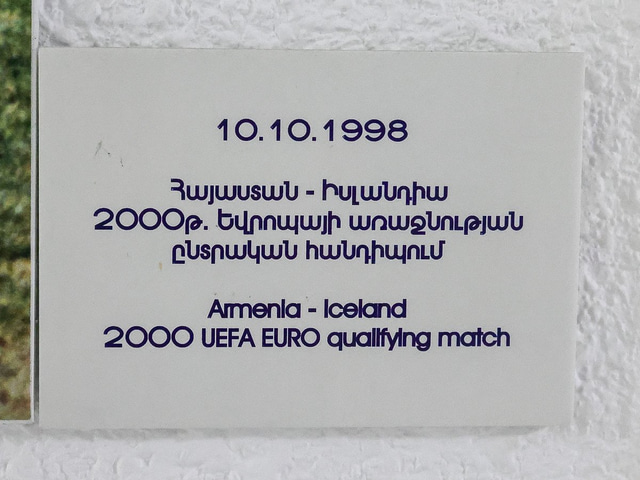 10.10.1998
Հայաստան - Իսլանդիա
2000թ. Եվրոպայի առաջնության
ընտրական հանդիպում
Armenia - Iceland
2000 UEFA EURO qualifying match